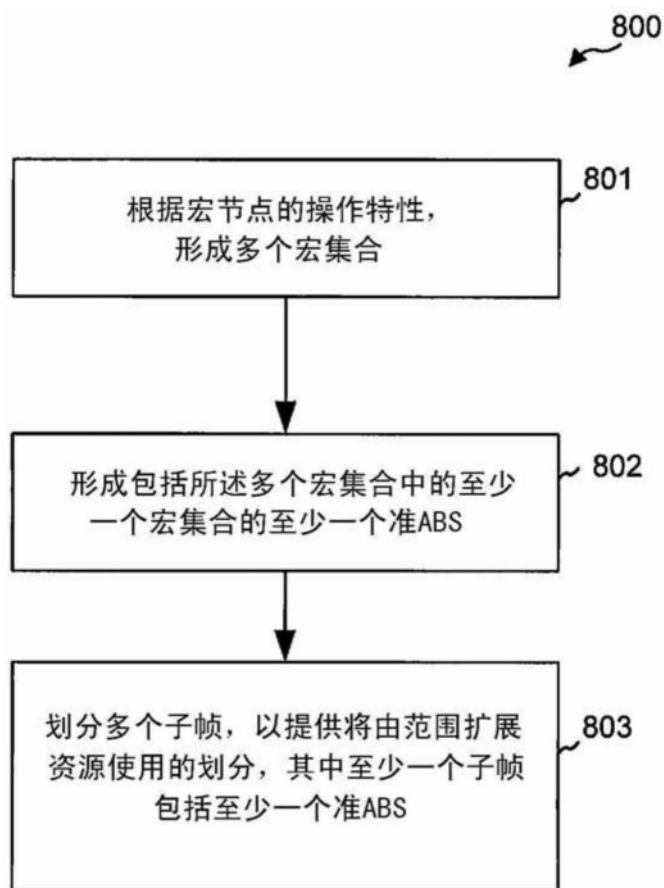 800
801
根据宏节点的操作特性，
形成多个宏集合
802
形成包括所述多个宏集合中的至少
一个宏集合的至少一个准ABS
803
划分多个子帧，以提供将由范围扩展
资源使用的划分，其中至少一个子帧
包括至少一个准ABS